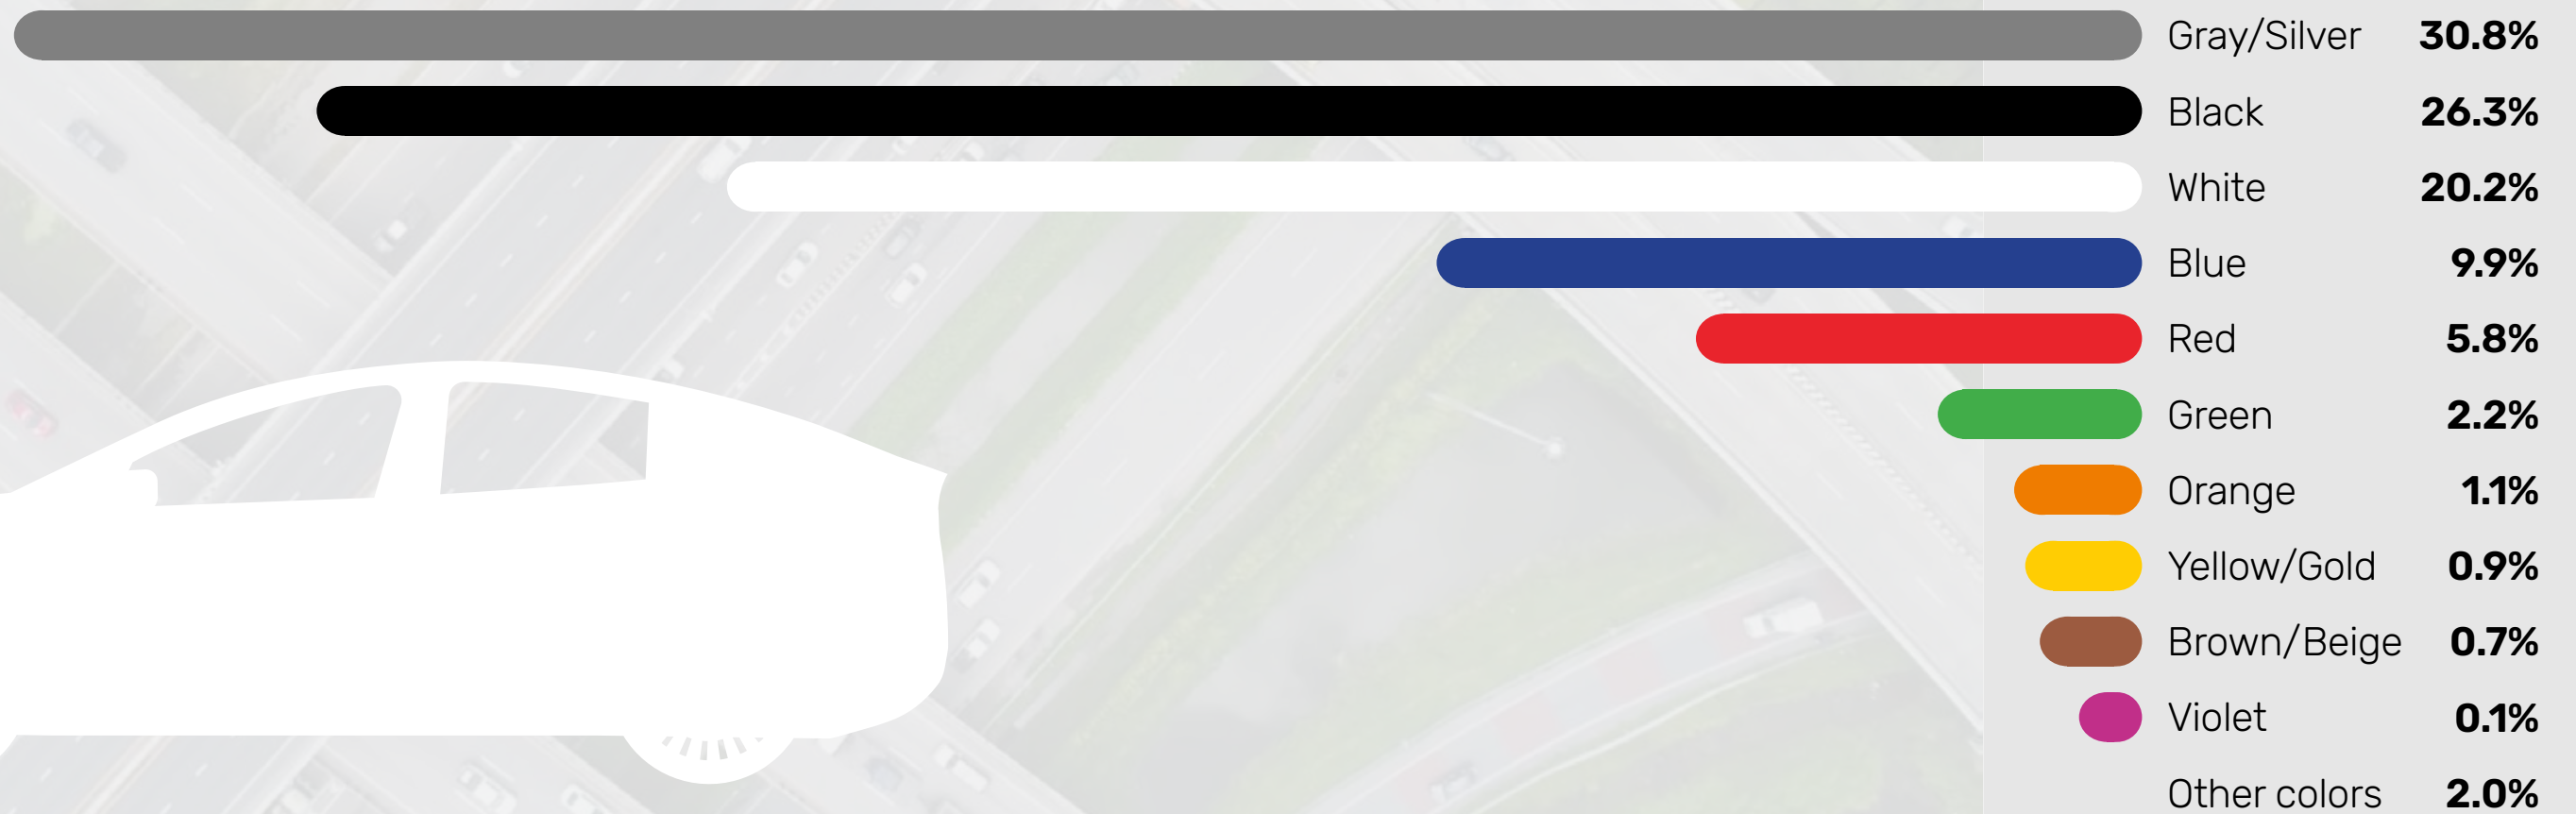 Gray/Silver 30.8%
Black 26.3%
White 20.2%
Blue 9.9%
Red 5.8%
Green 2.2%
Orange 1.1%
Yellow/Gold 0.9%
Brown/Beige 0.7%
Violet 0.1%
Other colors 2.0%